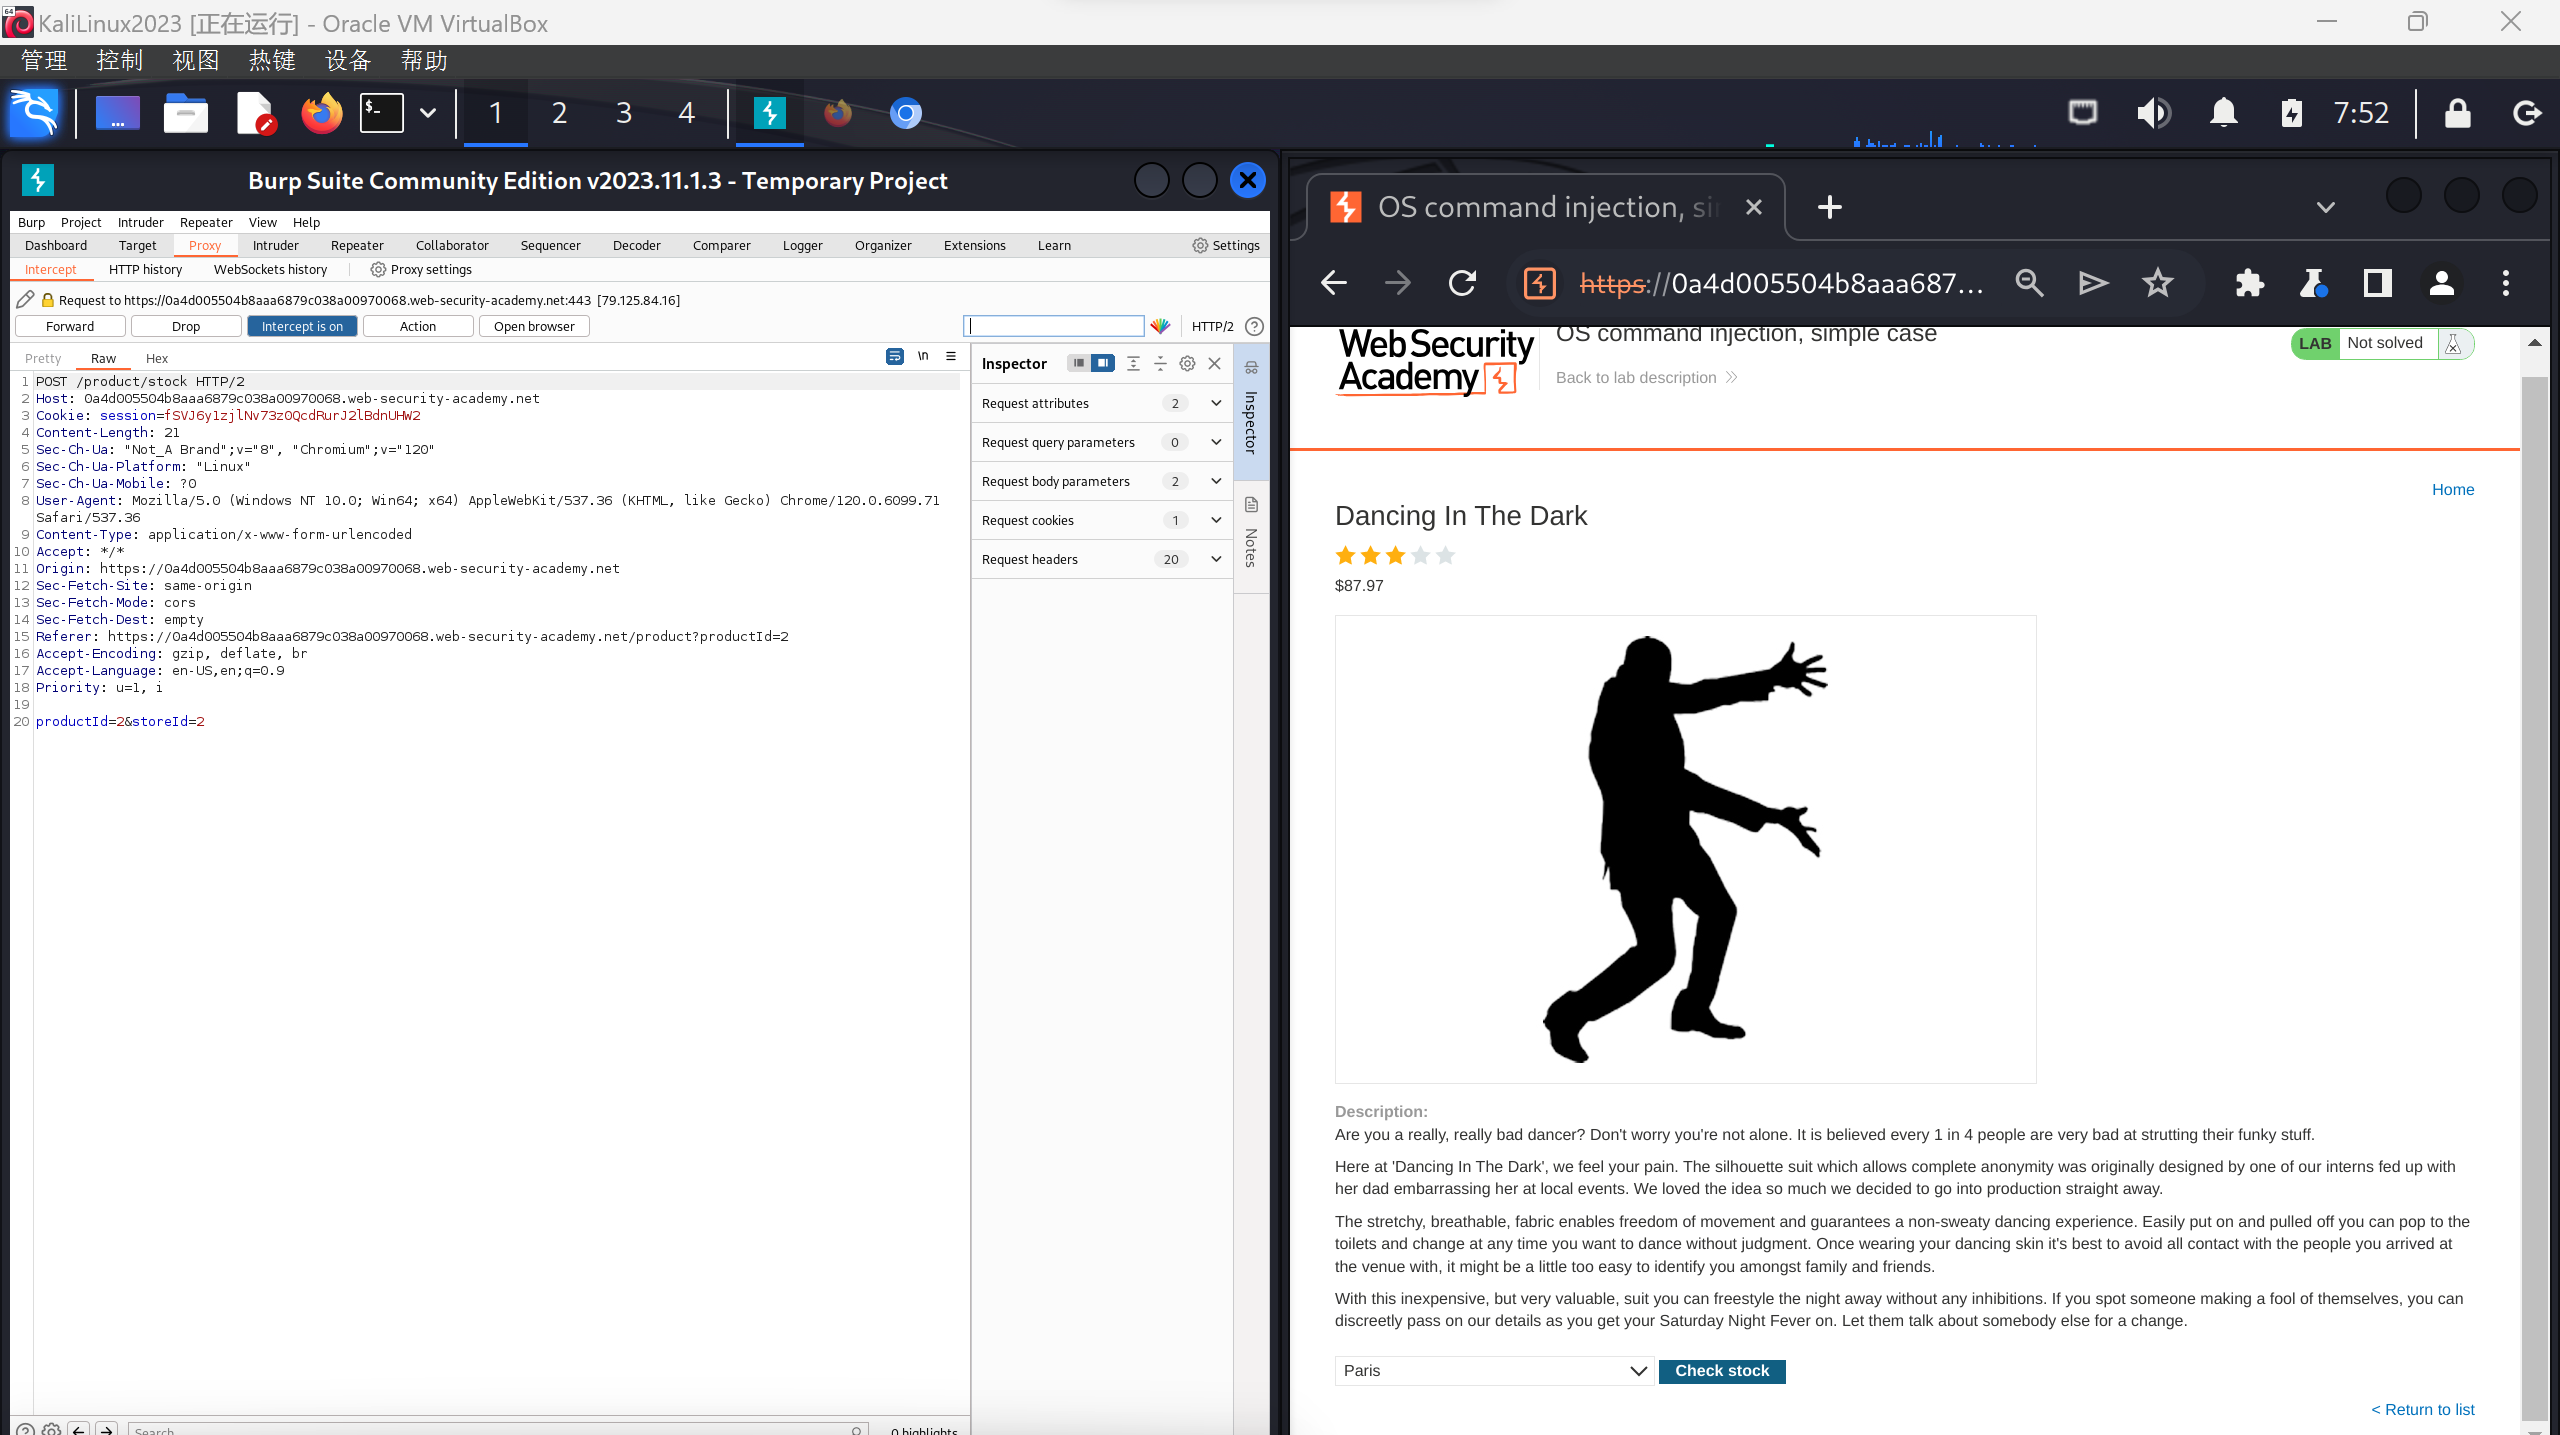 KaliLinux2023 [正在运行] - Oracle VM VirtualBox
管理 控制 视图 热键 设备 帮助
1 2 3 4 7:52
Burp Suite Community Edition v2023.11.1.3 - Temporary Project
Burp Project Intruder Repeater View Help
Dashboard Target Proxy Intruder Repeater Collaborator Sequencer Decoder Comparer Logger Organizer Extensions Learn Settings
Intercept HTTP history WebSockets history Proxy settings
Request to https://0a4d005504b8aaa6879c038a00970068.web-security-academy.net:443 [79.125.84.16]
Forward Drop Intercept is on Action Open browser HTTP/2
Pretty Raw Hex \n
1 POST /product/stock HTTP/2
2 Host: 0a4d005504b8aaa6879c038a00970068.web-security-academy.net
3 Cookie: session=fSVJ6y1zjlNv73z0QcdRurJ2lBdnUHW2
4 Content-Length: 21
5 Sec-Ch-Ua: "Not_A Brand";v="8", "Chromium";v="120"
6 Sec-Ch-Ua-Platform: "Linux"
7 Sec-Ch-Ua-Mobile: ?0
8 User-Agent: Mozilla/5.0 (Windows NT 10.0; Win64; x64) AppleWebKit/537.36 (KHTML, like Gecko) Chrome/120.0.6099.71
Safari/537.36
9 Content-Type: application/x-www-form-urlencoded
10 Accept: */*
11 Origin: https://0a4d005504b8aaa6879c038a00970068.web-security-academy.net
12 Sec-Fetch-Site: same-origin
13 Sec-Fetch-Mode: cors
14 Sec-Fetch-Dest: empty
15 Referer: https://0a4d005504b8aaa6879c038a00970068.web-security-academy.net/product?productId=2
16 Accept-Encoding: gzip, deflate, br
17 Accept-Language: en-US,en;q=0.9
18 Priority: u=1, i
19
20 productId=2&storeId=2
Search 0 highlights
Inspector
Request attributes 2
Request query parameters 0
Request body parameters 2
Request cookies 1
Request headers 20
Inspector
Notes
OS command injection, si
https://0a4d005504b8aaa687...
Web Security
Academy
OS command injection, simple case
Back to lab description
LAB Not solved
Home
Dancing In The Dark
$87.97
Description:
Are you a really, really bad dancer? Don't worry you're not alone. It is believed every 1 in 4 people are very bad at strutting their funky stuff.
Here at 'Dancing In The Dark', we feel your pain. The silhouette suit which allows complete anonymity was originally designed by one of our interns fed up with
her dad embarrassing her at local events. We loved the idea so much we decided to go into production straight away.
The stretchy, breathable, fabric enables freedom of movement and guarantees a non-sweaty dancing experience. Easily put on and pulled off you can pop to the
toilets and change at any time you want to dance without judgment. Once wearing your dancing skin it's best to avoid all contact with the people you arrived at
the venue with, it might be a little too easy to identify you amongst family and friends.
With this inexpensive, but very valuable, suit you can freestyle the night away without any inhibitions. If you spot someone making a fool of themselves, you can
discreetly pass on our details as you get your Saturday Night Fever on. Let them talk about somebody else for a change.
Paris Check stock
< Return to list